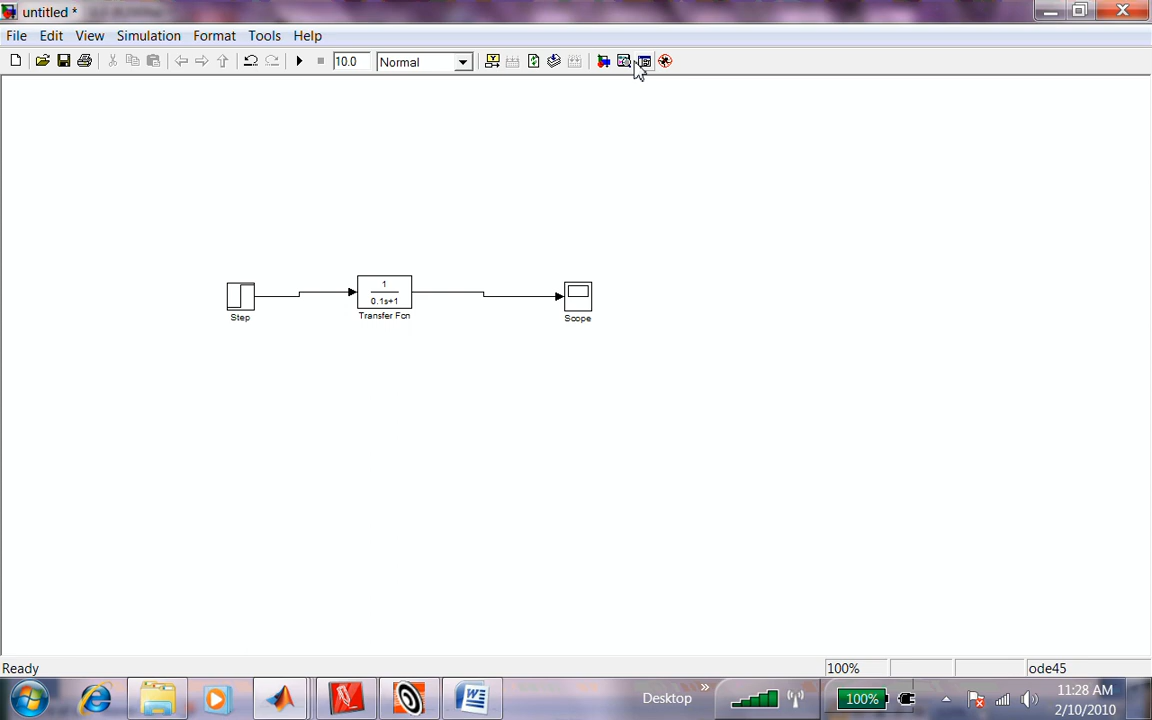 untitled *
File Edit View Simulation Format Tools Help
10.0 Normal
1
0.1s+1
Step
Transfer Fcn
Scope
Ready 100% ode45
Desktop » 100% 11:28 AM
2/10/2010